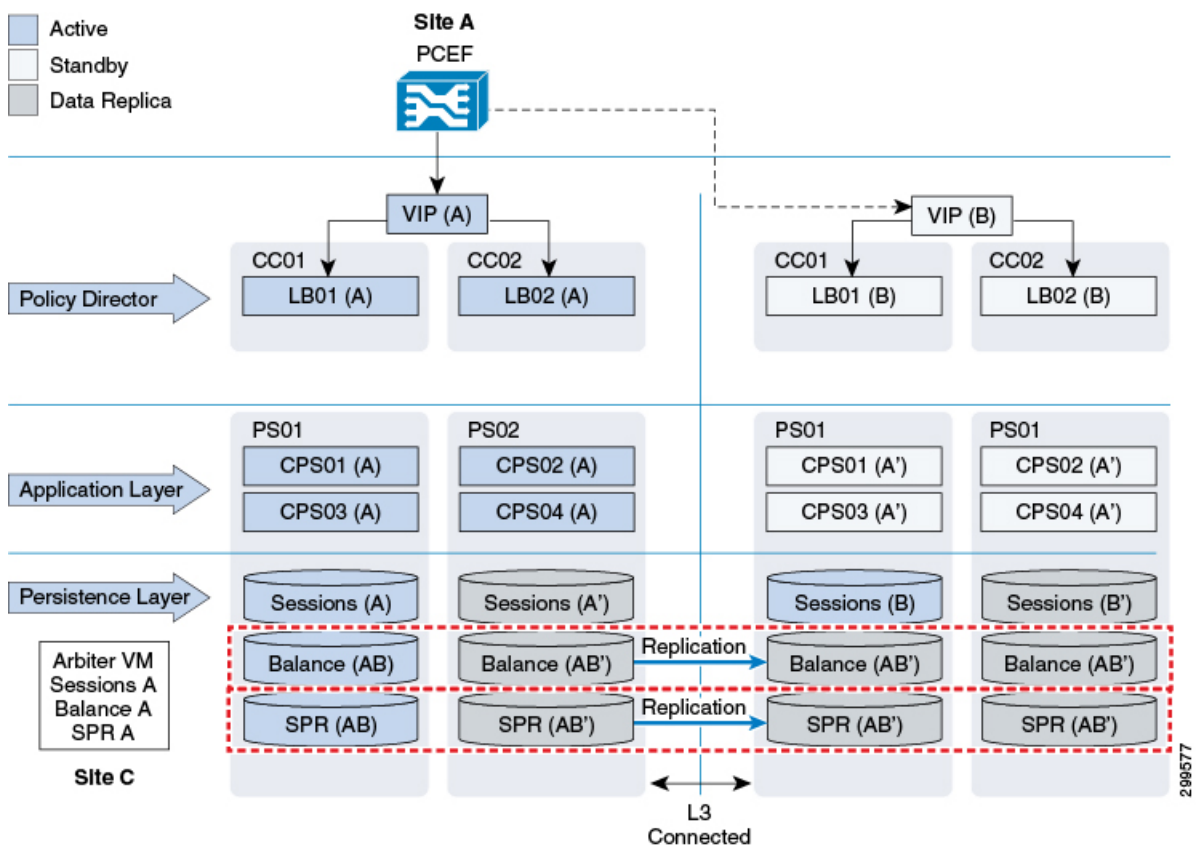 Active
Standby
Data Replica
Site A
PCEF
VIP (A)
VIP (B)
Policy Director
CC01
LB01 (A)
CC02
LB02 (A)
CC01
LB01 (B)
CC02
LB02 (B)
Application Layer
PS01
CPS01 (A)
CPS03 (A)
PS02
CPS02 (A)
CPS04 (A)
PS01
CPS01 (A’)
CPS03 (A’)
PS01
CPS02 (A’)
CPS04 (A’)
Persistence Layer
Sessions (A)
Sessions (A’)
Sessions (B)
Sessions (B’)
Balance (AB)
Balance (AB’)
Replication
Balance (AB’)
Balance (AB’)
SPR (AB)
SPR (AB’)
Replication
SPR (AB’)
SPR (AB’)
Arbiter VM
Sessions A
Balance A
SPR A
Site C
L3
Connected
299577